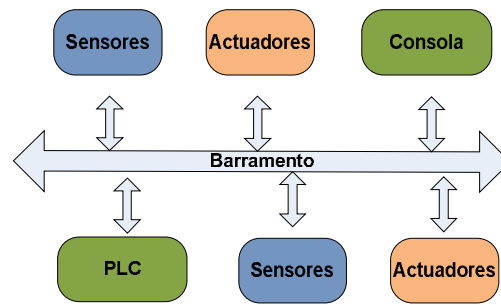 Sensores
Actuadores
Consola
Barramento
PLC
Sensores
Actuadores